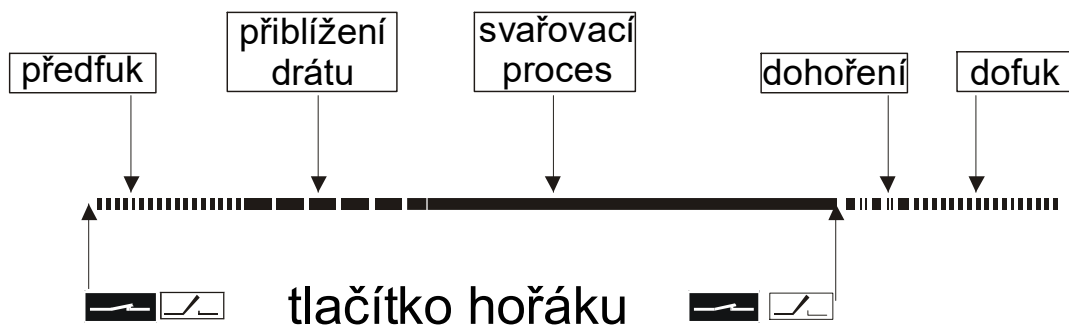 předfuk
přiblížení
drátu
svařovací
proces
dohoření
dofuk
tlačítko hořáku